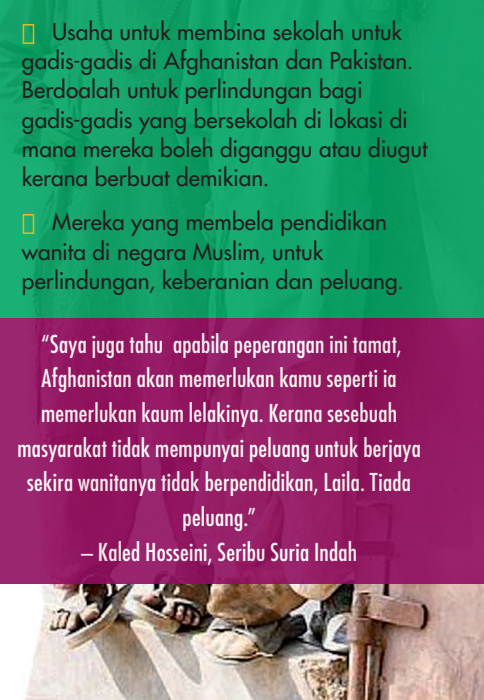 Usaha untuk membina sekolah untuk
gadis-gadis di Afghanistan dan Pakistan.
Berdoalah untuk perlindungan bagi
gadis-gadis yang bersekolah di lokasi di
mana mereka boleh diganggu atau diugut
kerana berbuat demikian.
Mereka yang membela pendidikan
wanita di negara Muslim, untuk
perlindungan, keberanian dan peluang.
“Saya juga tahu  apabila peperangan ini tamat,
Afghanistan akan memerlukan kamu seperti ia
memerlukan kaum lelakinya. Kerana sesebuah
masyarakat tidak mempunyai peluang untuk berjaya
sekira wanitanya tidak berpendidikan, Laila. Tiada
peluang.”
– Kaled Hosseini, Seribu Suria Indah